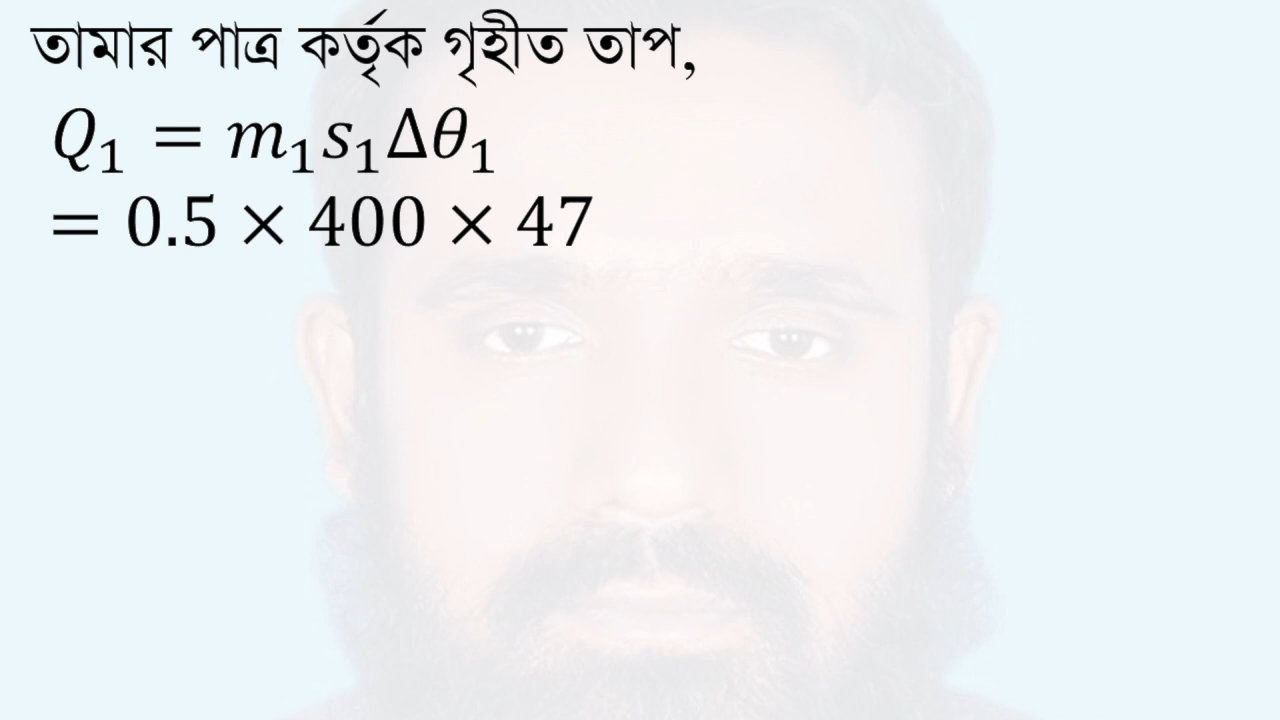 তামার পাত্র কর্তৃক গৃহীত তাপ,
Q₁ = m₁s₁Δθ₁
= 0.5 × 400 × 47